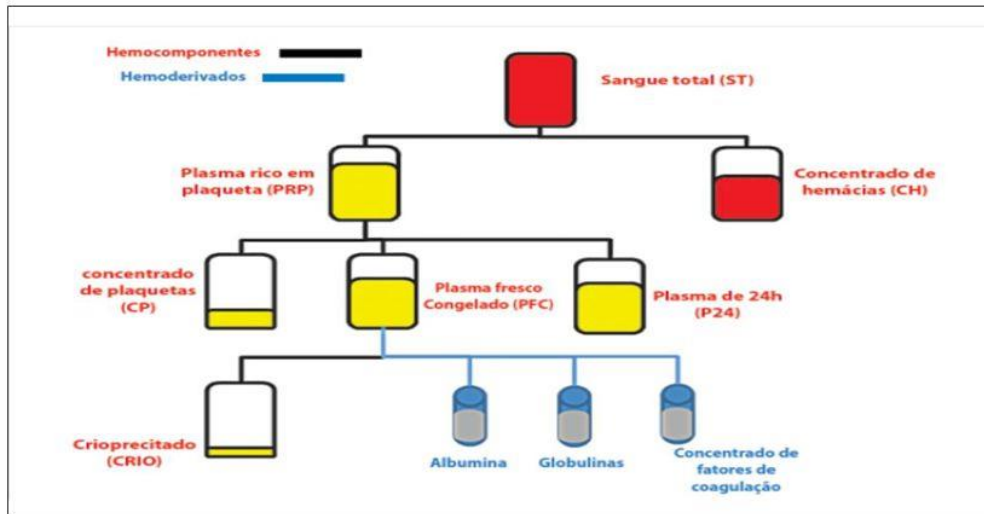 Hemocomponentes
Hemoderivados
Sangue total (ST)
Plasma rico em
plaqueta (PRP)
Concentrado de
hemácias (CH)
concentrado
de plaquetas
(CP)
Plasma fresco
Congelado (PFC)
Plasma de 24h
(P24)
Crioprecitado
(CRIO)
Albumina
Globulinas
Concentrado de
fatores de
coagulação